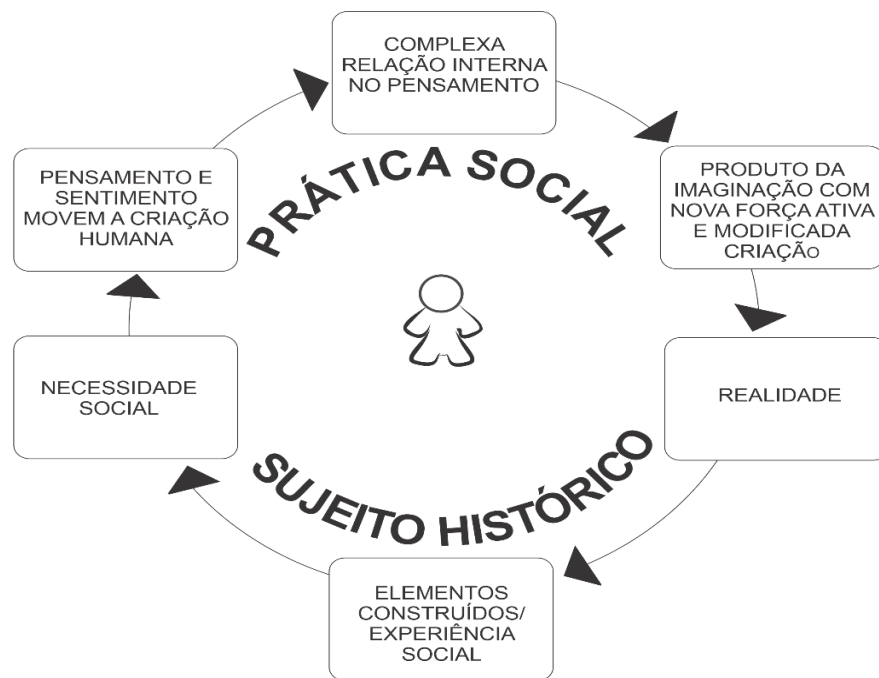 COMPLEXA
RELAÇÃO INTERNA
NO PENSAMENTO
PRODUTO DA
IMAGINAÇÃO COM
NOVA FORÇA ATIVA
E MODIFICADA
CRIAÇÃO
REALIDADE
ELEMENTOS
CONSTRUÍDOS/
EXPERIÊNCIA
SOCIAL
NECESSIDADE
SOCIAL
PENSAMENTO E
SENTIMENTO
MOVEM A CRIAÇÃO
HUMANA
PRÁTICA SOCIAL
SUJEITO HISTÓRICO